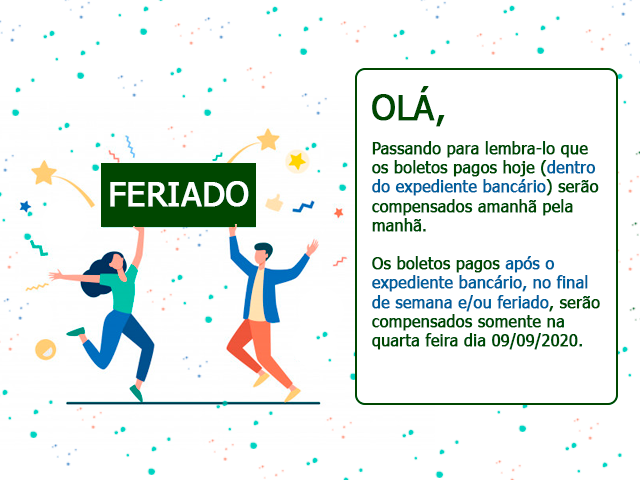 FERIADO
OLÁ,
Passando para lembra-lo que
os boletos pagos hoje (dentro
do expediente bancário) serão
compensados amanhã pela
manhã.
Os boletos pagos após o
expediente bancário, no final
de semana e/ou feriado, serão
compensados somente na
quarta feira dia 09/09/2020.